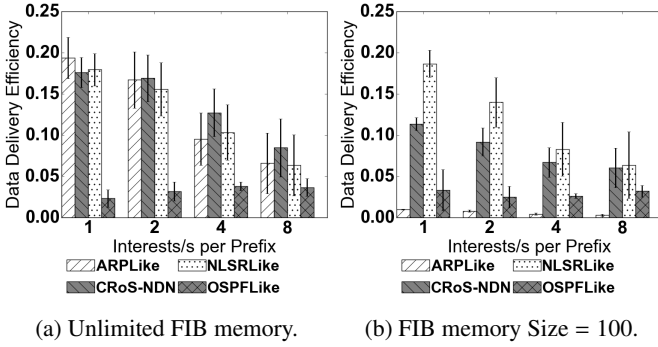 0.25
0.20
0.15
0.10
0.05
0.00
Data Delivery Efficiency
1 2 4 8
Interests/s per Prefix
ARPLike NLSRLike
CRoS-NDN OSPFLike
(a) Unlimited FIB memory.
0.25
0.20
0.15
0.10
0.05
0.00
Data Delivery Efficiency
1 2 4 8
Interests/s per Prefix
ARPLike NLSRLike
CRoS-NDN OSPFLike
(b) FIB memory Size = 100.